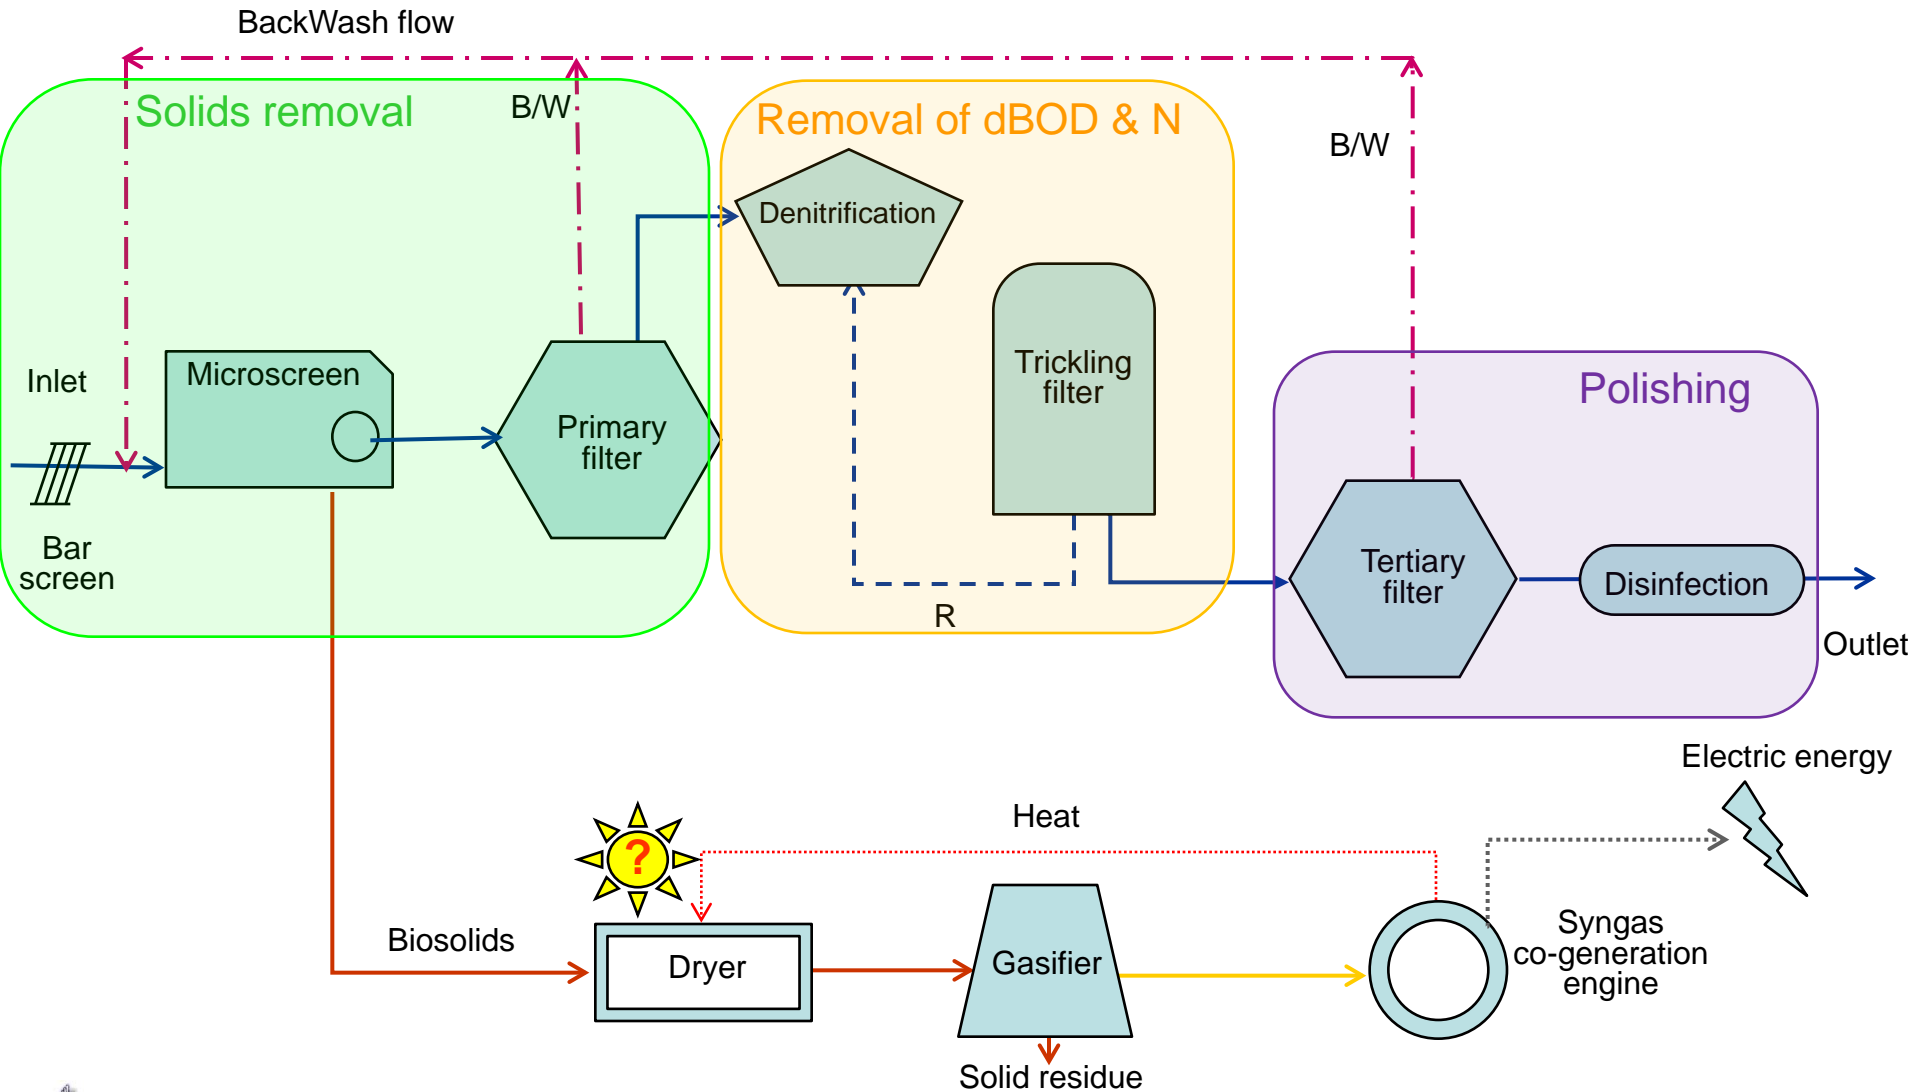 BackWash flow
Solids removal
B/W
Removal of dBOD & N
B/W
Denitrification
Inlet
Microscreen
Trickling
filter
Polishing
Primary
filter
Bar
screen
Tertiary
filter
Disinfection
R
Outlet
Electric energy
Heat
?
Biosolids
Dryer
Gasifier
Syngas
co-generation
engine
Solid residue